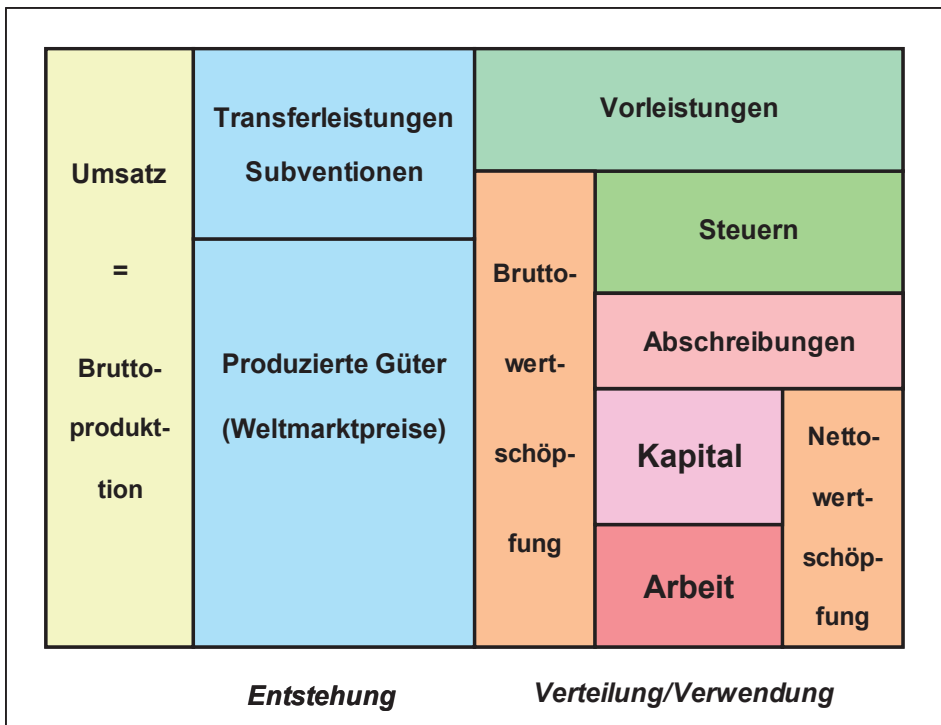 Umsatz
=
Brutto-
produkt-
tion
Transferleistungen
Subventionen
Produzierte Güter
(Weltmarktpreise)
Vorleistungen
Brutto-
wert-
schöp-
fung
Steuern
Abschreibungen
Kapital
Arbeit
Netto-
wert-
schöp-
fung
Entstehung
Verteilung/Verwendung